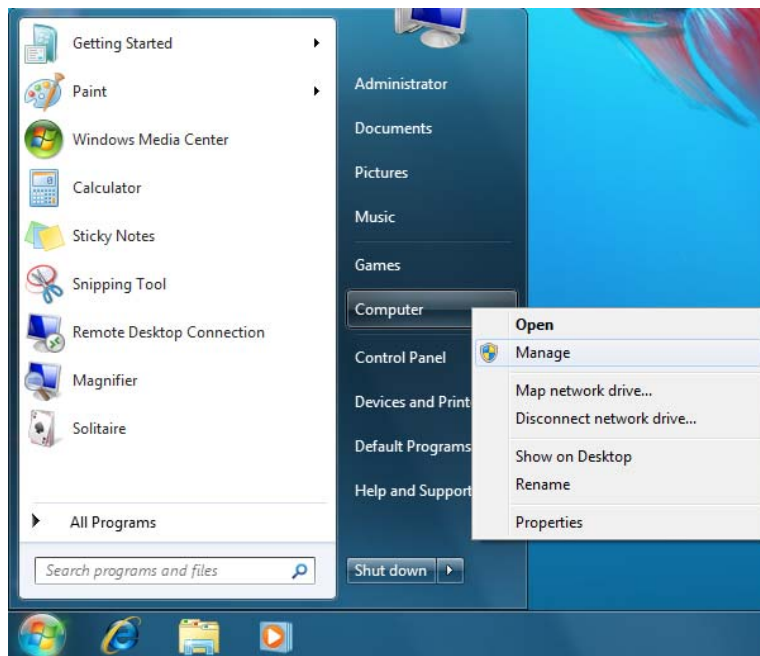 Getting Started
Paint
Windows Media Center
Calculator
Sticky Notes
Snipping Tool
Remote Desktop Connection
Magnifier
Solitaire
All Programs
Search programs and files
Administrator
Documents
Pictures
Music
Games
Computer
Control Panel
Devices and Print
Default Programs
Help and Support
Shut down
Open
Manage
Map network drive...
Disconnect network drive...
Show on Desktop
Rename
Properties